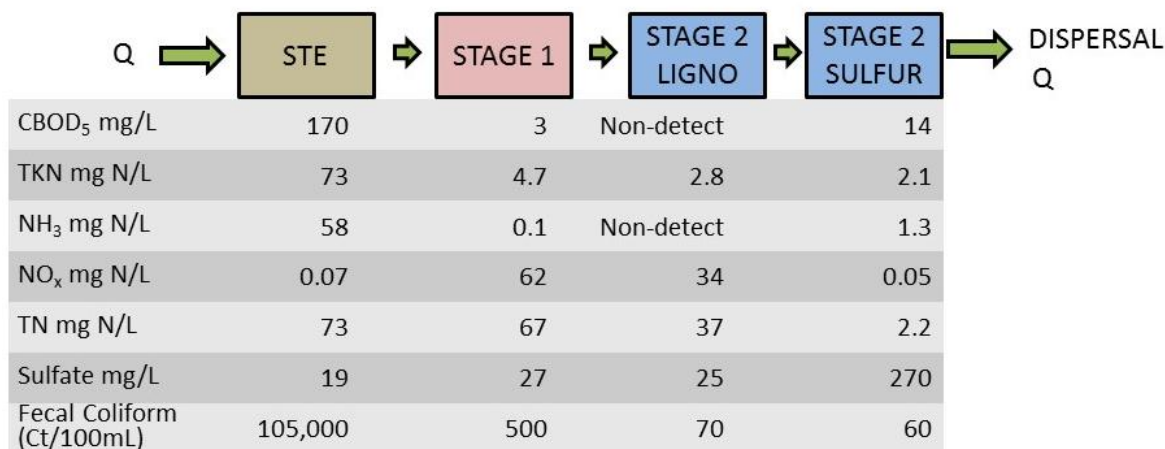 Q STE STAGE 1 STAGE 2 LIGNO STAGE 2 SULFUR DISPERSAL Q
CBOD₅ mg/L 170 3 Non-detect 14
TKN mg N/L 73 4.7 2.8 2.1
NH₃ mg N/L 58 0.1 Non-detect 1.3
NOₓ mg N/L 0.07 62 34 0.05
TN mg N/L 73 67 37 2.2
Sulfate mg/L 19 27 25 270
Fecal Coliform
(Ct/100mL) 105,000 500 70 60